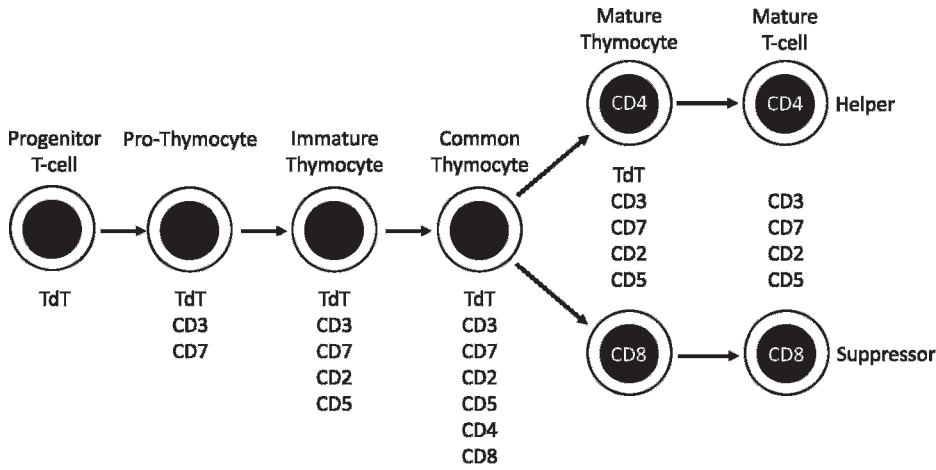 Mature
Thymocyte
Mature
T-cell
CD4
CD4
Helper
Progenitor
T-cell
Pro-Thymocyte
Immature
Thymocyte
Common
Thymocyte
TdT
TdT
CD3
CD7
TdT
CD3
CD7
CD2
CD5
TdT
CD3
CD7
CD2
CD5
CD4
CD8
TdT
CD3
CD7
CD2
CD5
CD3
CD7
CD2
CD5
CD8
CD8
Suppressor